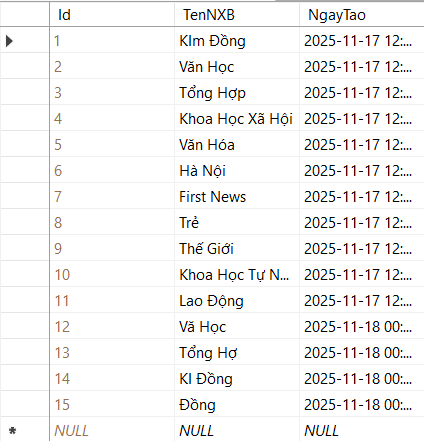 Id TenNXB NgayTao
1 KIm Đồng 2025-11-17 12:...
2 Văn Học 2025-11-17 12:...
3 Tổng Hợp 2025-11-17 12:...
4 Khoa Học Xã Hội 2025-11-17 12:...
5 Văn Hóa 2025-11-17 12:...
6 Hà Nội 2025-11-17 12:...
7 First News 2025-11-17 12:...
8 Trẻ 2025-11-17 12:...
9 Thế Giới 2025-11-17 12:...
10 Khoa Học Tự N... 2025-11-17 12:...
11 Lao Động 2025-11-17 12:...
12 Vă Học 2025-11-18 00:...
13 Tổng Hợ 2025-11-18 00:...
14 KI Đồng 2025-11-18 00:...
15 Đồng 2025-11-18 00:...
* NULL NULL NULL